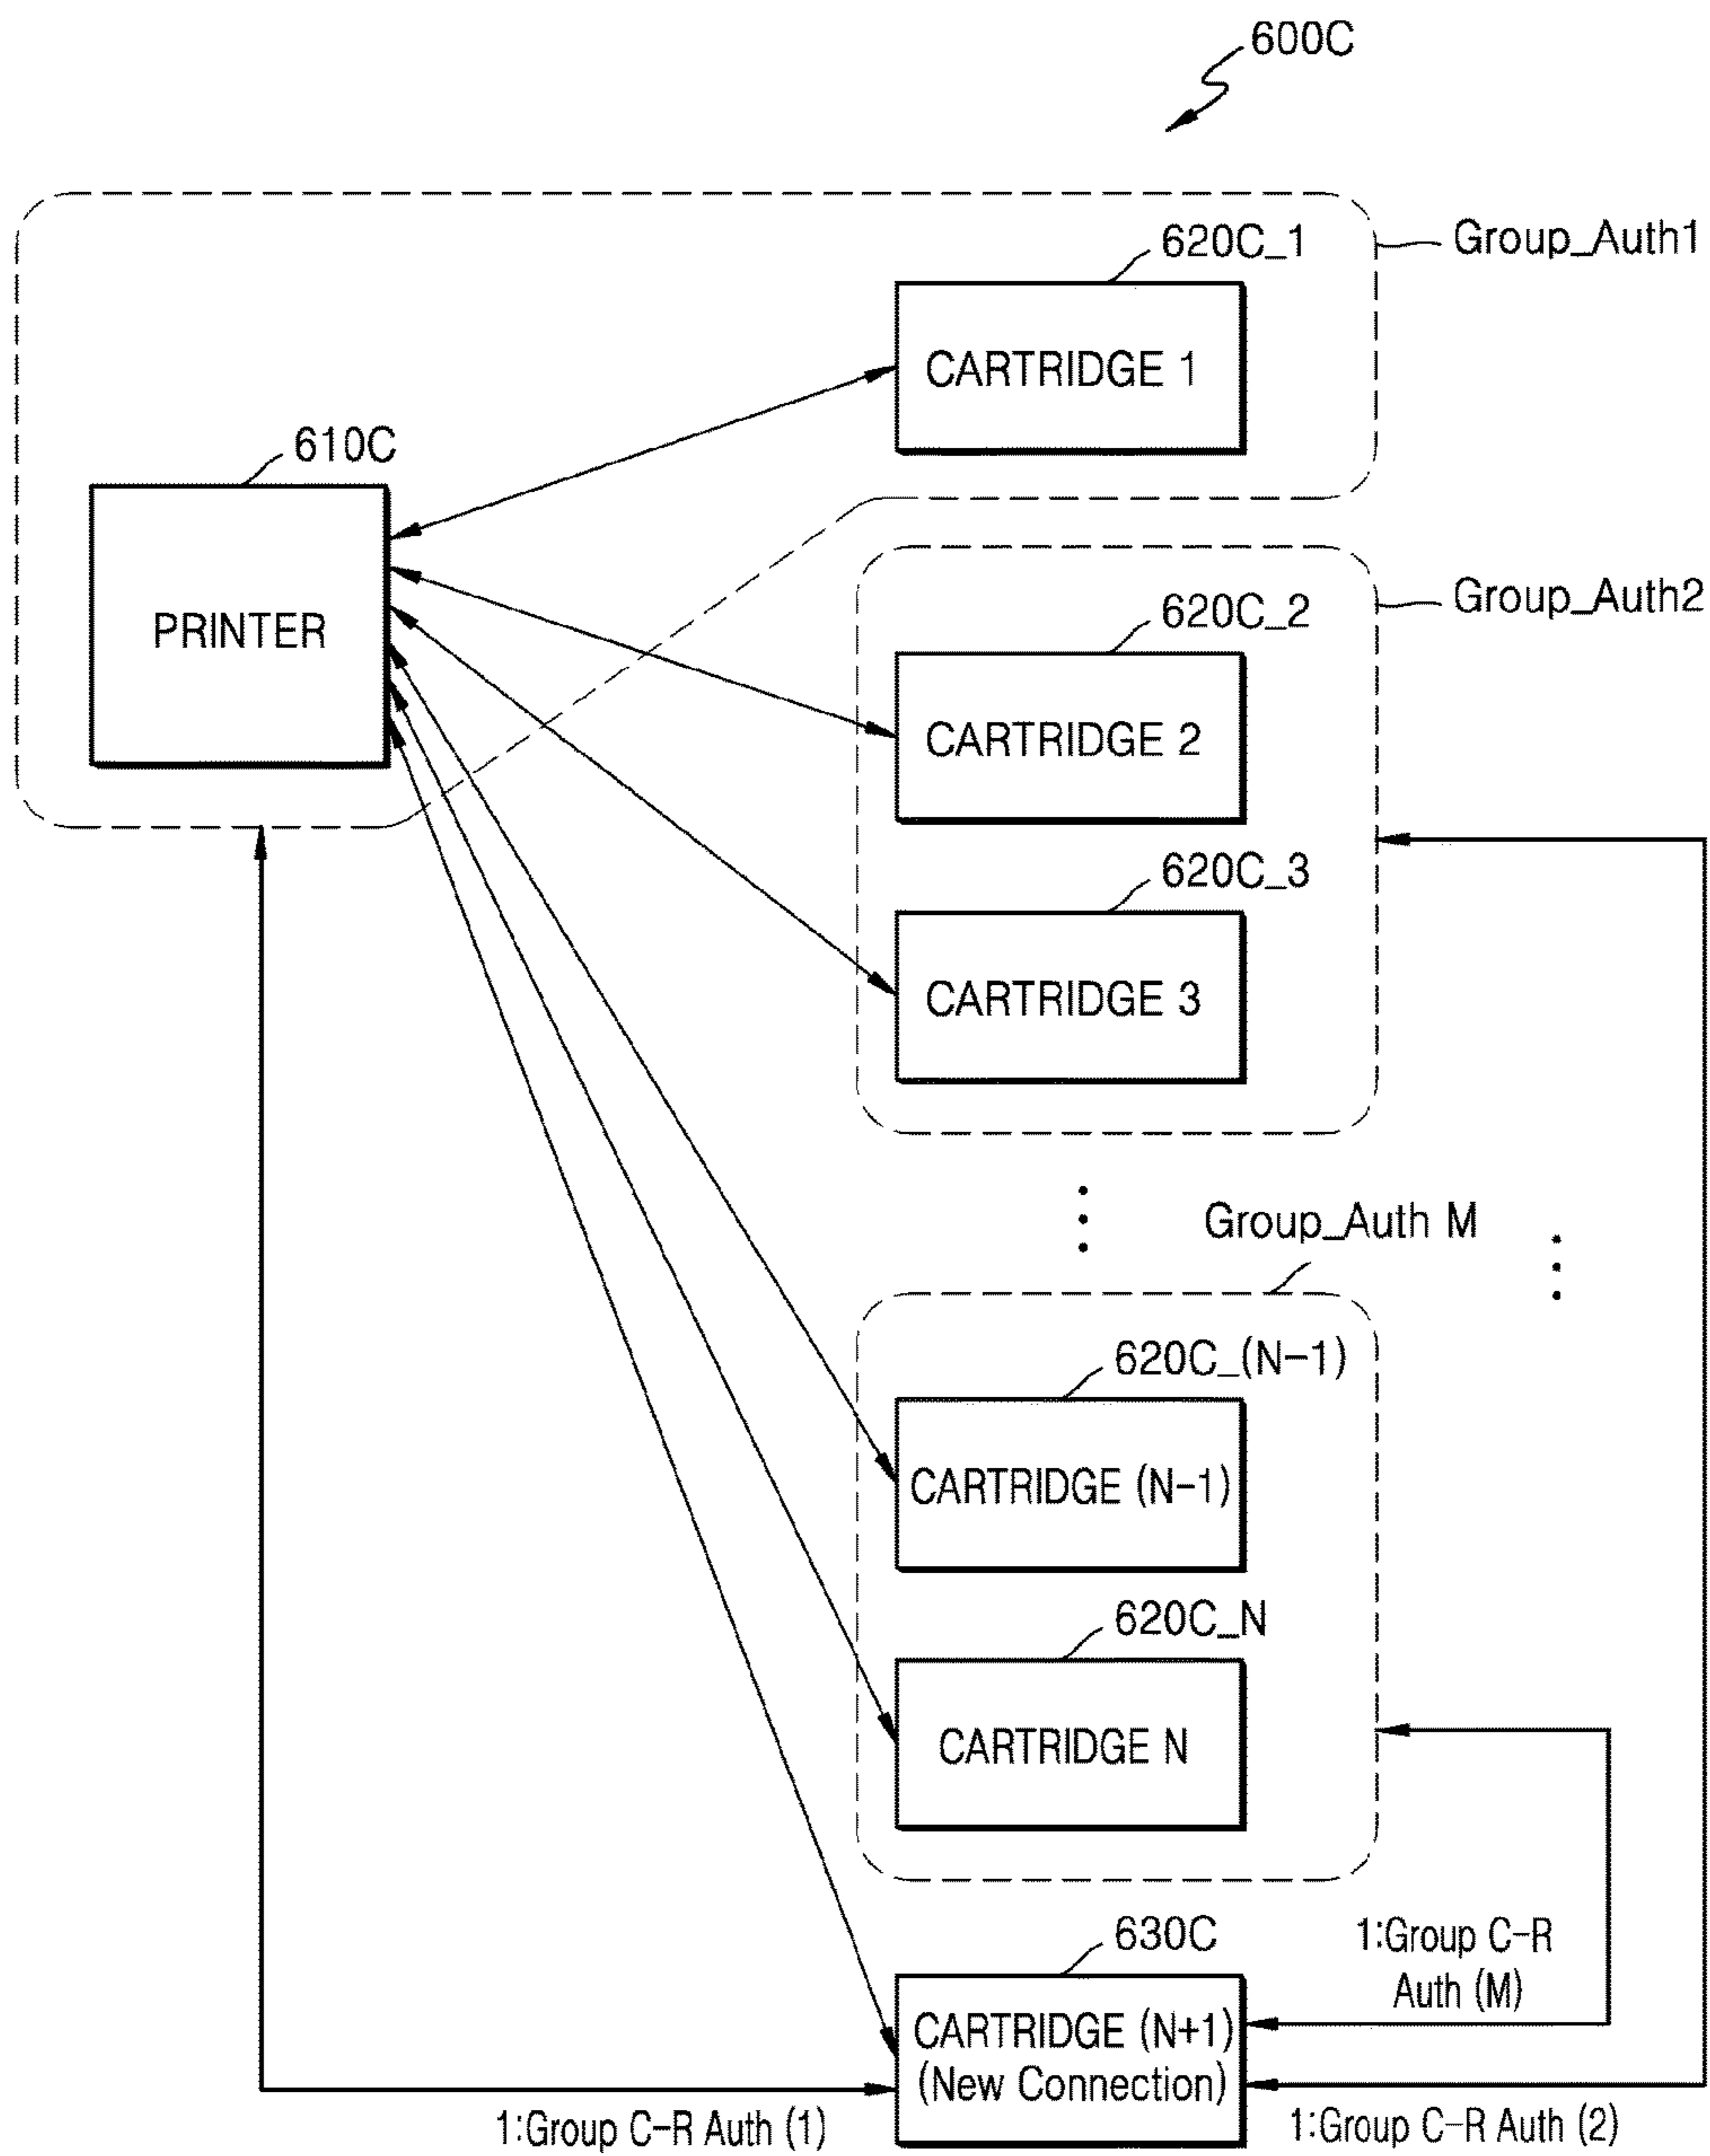 600C
Group_Auth1
620C_1
CARTRIDGE 1
610C
PRINTER
Group_Auth2
620C_2
CARTRIDGE 2
620C_3
CARTRIDGE 3
Group_Auth M
620C_(N-1)
CARTRIDGE (N-1)
620C_N
CARTRIDGE N
630C
CARTRIDGE (N+1)
(New Connection)
1:Group C-R
Auth (M)
1:Group C-R Auth (1)
1:Group C-R Auth (2)